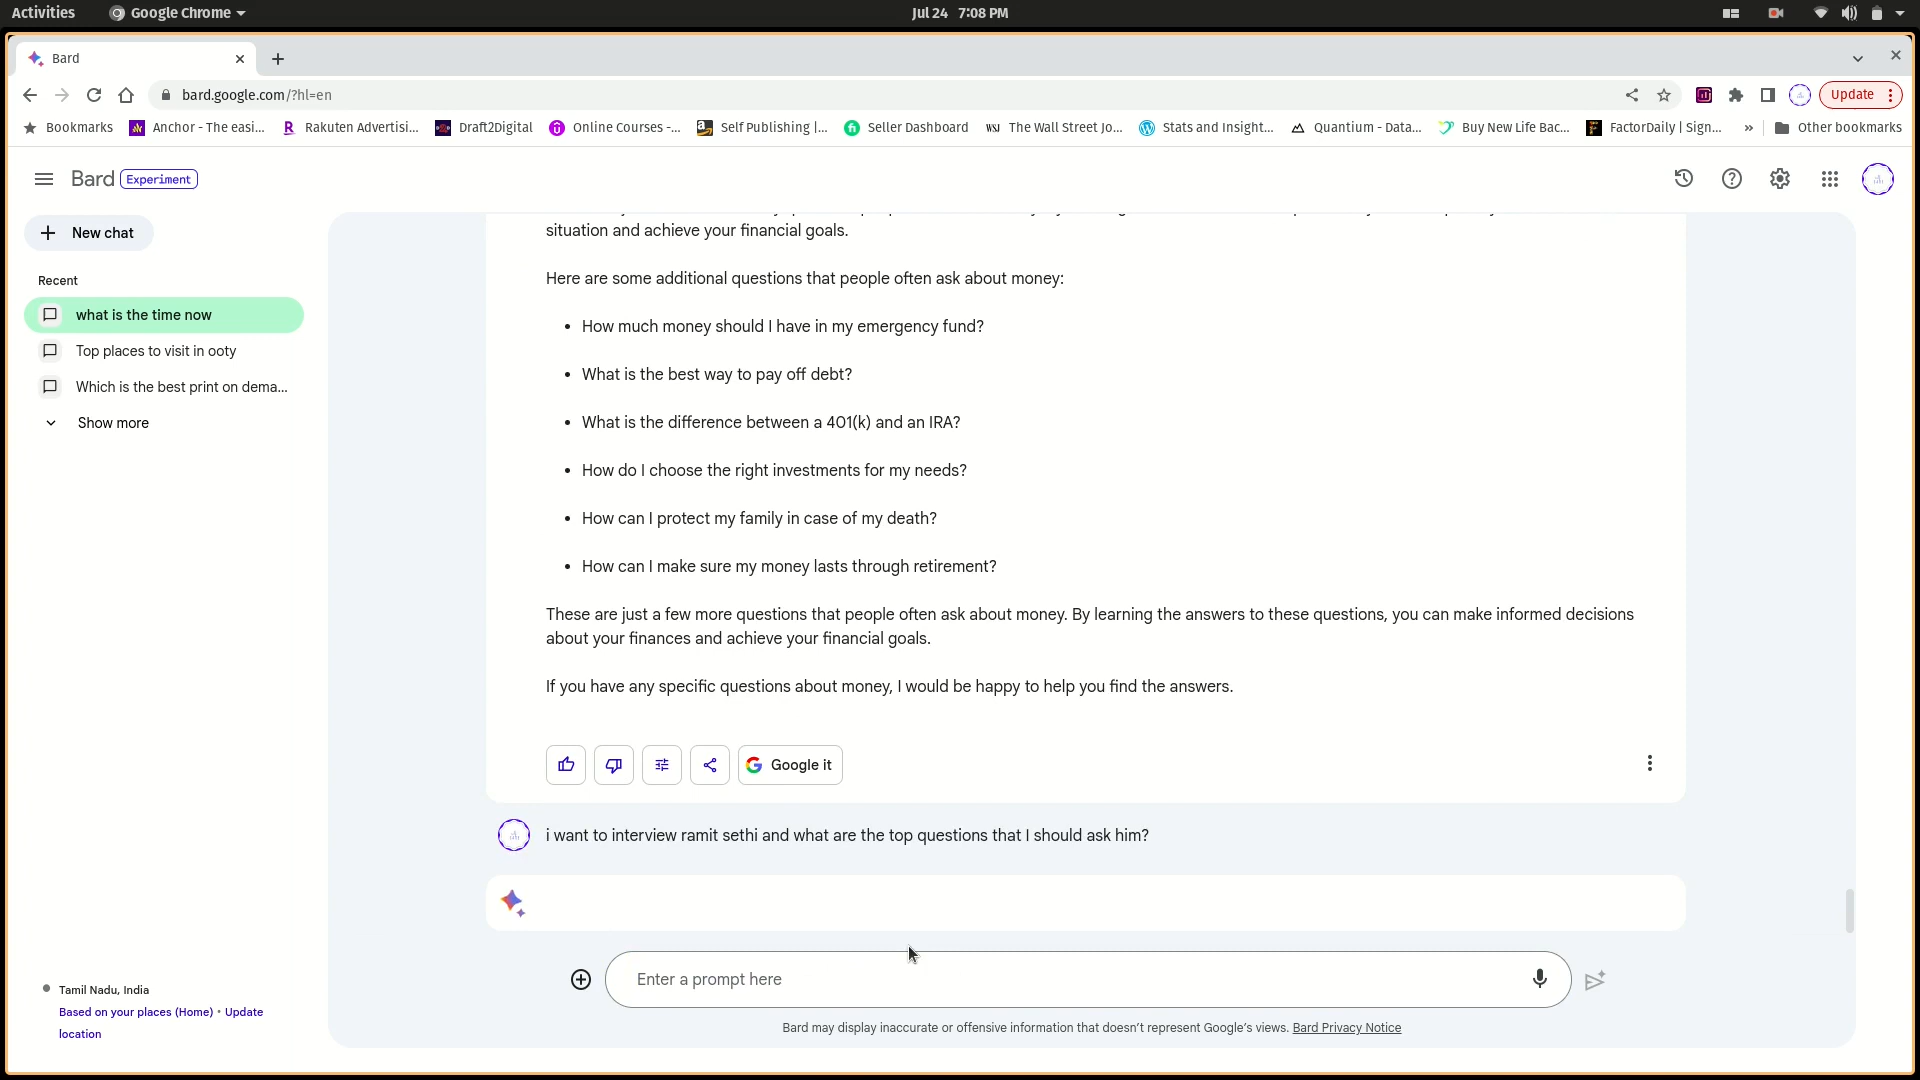 Activities
Google Chrome
Jul 24 7:08 PM
Bard
bard.google.com/?hl=en
Update
Bookmarks
Anchor - The easi...
Rakuten Advertisi...
Draft2Digital
Online Courses -...
Self Publishing |...
Seller Dashboard
WSJ
The Wall Street Jo...
Stats and Insight...
Quantium - Data...
Buy New Life Bac...
FactorDaily | Sign...
»
Other bookmarks
Bard
Experiment
New chat
Recent
what is the time now
Top places to visit in ooty
Which is the best print on dema...
Show more
situation and achieve your financial goals.
Here are some additional questions that people often ask about money:
• How much money should I have in my emergency fund?
• What is the best way to pay off debt?
• What is the difference between a 401(k) and an IRA?
• How do I choose the right investments for my needs?
• How can I protect my family in case of my death?
• How can I make sure my money lasts through retirement?
These are just a few more questions that people often ask about money. By learning the answers to these questions, you can make informed decisions
about your finances and achieve your financial goals.
If you have any specific questions about money, I would be happy to help you find the answers.
Google it
i want to interview ramit sethi and what are the top questions that I should ask him?
Enter a prompt here
Bard may display inaccurate or offensive information that doesn't represent Google's views. Bard Privacy Notice
Tamil Nadu, India
Based on your places (Home) • Update
location